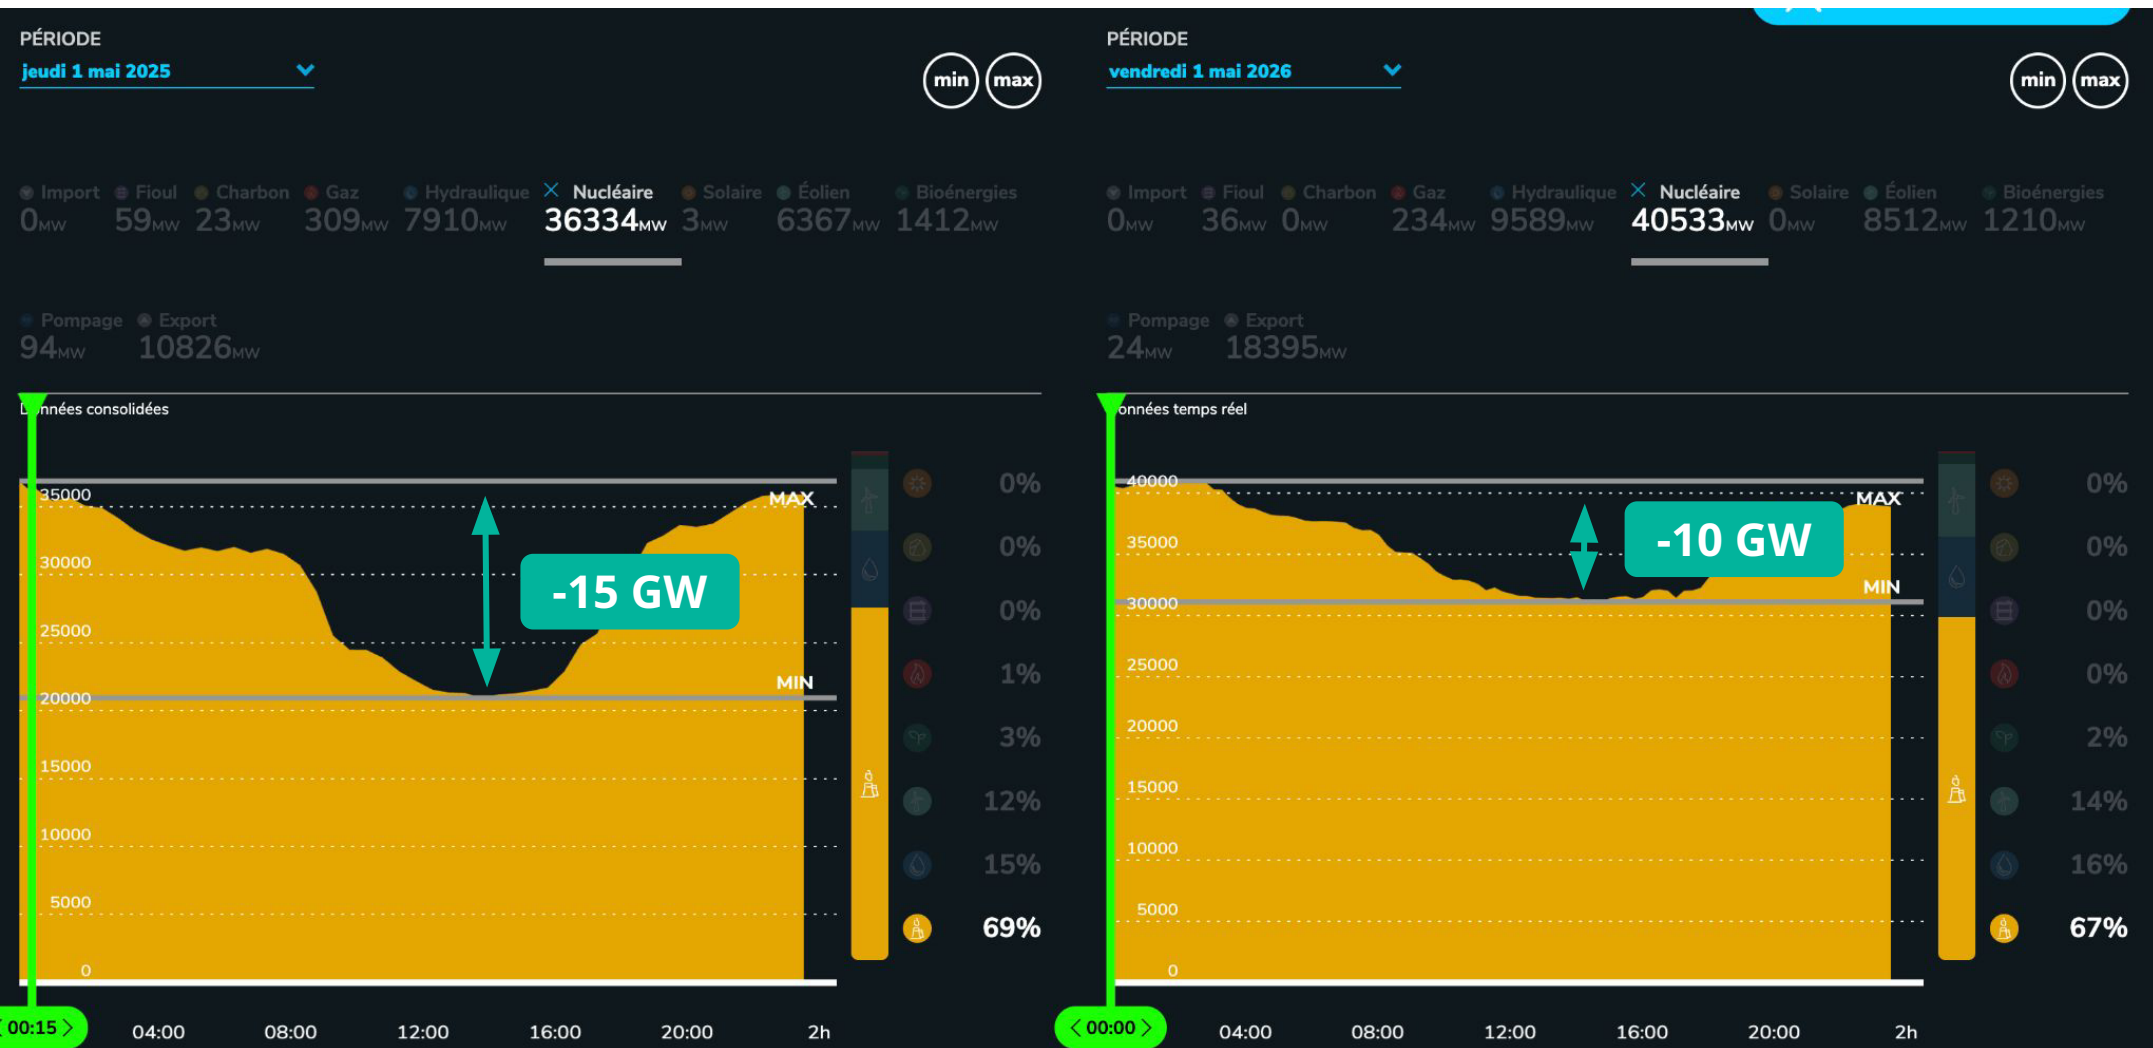 PÉRIODE
jeudi 1 mai 2025
min max
Import Fioul Charbon Gaz Hydraulique Nucléaire Solaire Éolien Bioénergies
0MW 59MW 23MW 309MW 7910MW 36334MW 3MW 6367MW 1412MW
Pompage Export
94MW 10826MW
nnées consolidées
35000
MAX
30000
-15 GW
25000
MIN
20000
15000
10000
5000
0
0%
0%
0%
1%
3%
12%
15%
69%
00:15 04:00 08:00 12:00 16:00 20:00 2h
PÉRIODE
vendredi 1 mai 2026
min max
Import Fioul Charbon Gaz Hydraulique Nucléaire Solaire Éolien Bioénergies
0MW 36MW 0MW 234MW 9589MW 40533MW 0MW 8512MW 1210MW
Pompage Export
24MW 18395MW
onnées temps réel
40000
MAX
35000
-10 GW
MIN
30000
25000
20000
15000
10000
5000
0
0%
0%
0%
0%
2%
14%
16%
67%
00:00 04:00 08:00 12:00 16:00 20:00 2h